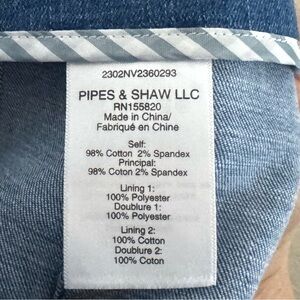 2302NV2360293
PIPES & SHAW LLC
RN155820
Made in China/
Fabriqué en Chine
Self:
98% Cotton 2% Spandex
Principal:
98% Coton 2% Spandex
Lining 1:
100% Polyester
Doublure 1:
100% Polyester
Lining 2:
100% Cotton
Doublure 2:
100% Coton